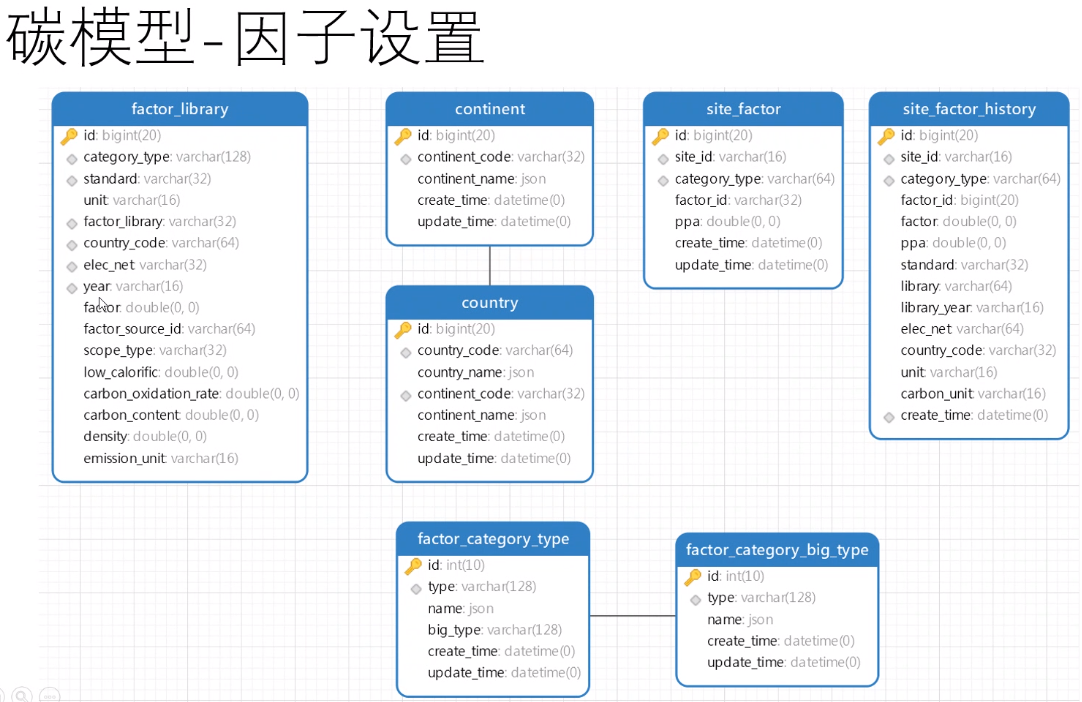 碳模型-因子设置
factor_library
id: bigint(20)
category_type: varchar(128)
standard: varchar(32)
unit: varchar(16)
factor_library: varchar(32)
country_code: varchar(64)
elec_net: varchar(32)
year: varchar(16)
factor: double(0, 0)
factor_source_id: varchar(64)
scope_type: varchar(32)
low_calorific: double(0, 0)
carbon_oxidation_rate: double(0, 0)
carbon_content: double(0, 0)
density: double(0, 0)
emission_unit: varchar(16)
continent
id: bigint(20)
continent_code: varchar(32)
continent_name: json
create_time: datetime(0)
update_time: datetime(0)
country
id: bigint(20)
country_code: varchar(64)
country_name: json
continent_code: varchar(32)
continent_name: json
create_time: datetime(0)
update_time: datetime(0)
site_factor
id: bigint(20)
site_id: varchar(16)
category_type: varchar(64)
factor_id: varchar(32)
ppa: double(0, 0)
create_time: datetime(0)
update_time: datetime(0)
site_factor_history
id: bigint(20)
site_id: varchar(16)
category_type: varchar(64)
factor_id: bigint(20)
factor: double(0, 0)
ppa: double(0, 0)
standard: varchar(32)
library: varchar(64)
library_year: varchar(16)
elec_net: varchar(64)
country_code: varchar(32)
unit: varchar(16)
carbon_unit: varchar(16)
create_time: datetime(0)
factor_category_type
id: int(10)
type: varchar(128)
name: json
big_type: varchar(128)
create_time: datetime(0)
update_time: datetime(0)
factor_category_big_type
id: int(10)
type: varchar(128)
name: json
create_time: datetime(0)
update_time: datetime(0)